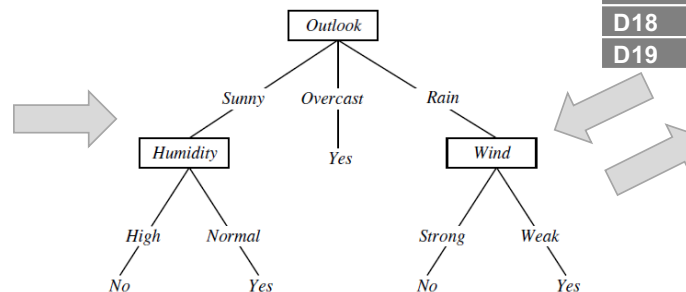 Outlook
D18
D19
Sunny Overcast Rain
Humidity Yes Wind
High Normal Strong Weak
No Yes No Yes